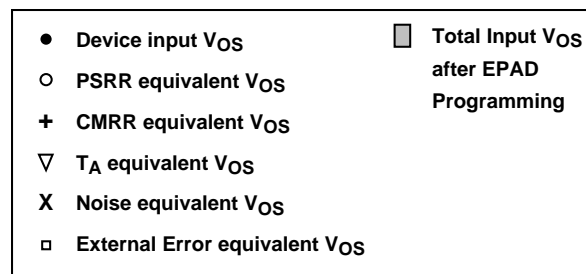 ● Device input VOS
○ PSRR equivalent VOS
+ CMRR equivalent VOS
▽ TA equivalent VOS
X Noise equivalent VOS
□ External Error equivalent VOS
Total Input VOS
after EPAD
Programming